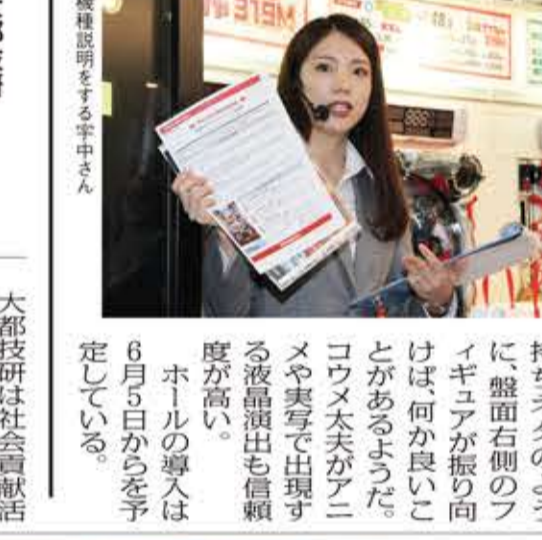 機種説明をする宇中さん
に、盤面右側のフ
ィギュアが振り向
けば、何か良いこ
とがあるようだ。
コウメ太夫がアニ
メや実写で出現す
る液晶演出も信頼
度が高い。
ホールの導入は
6月5日からを予
定している。
大都技研は社会貢献活